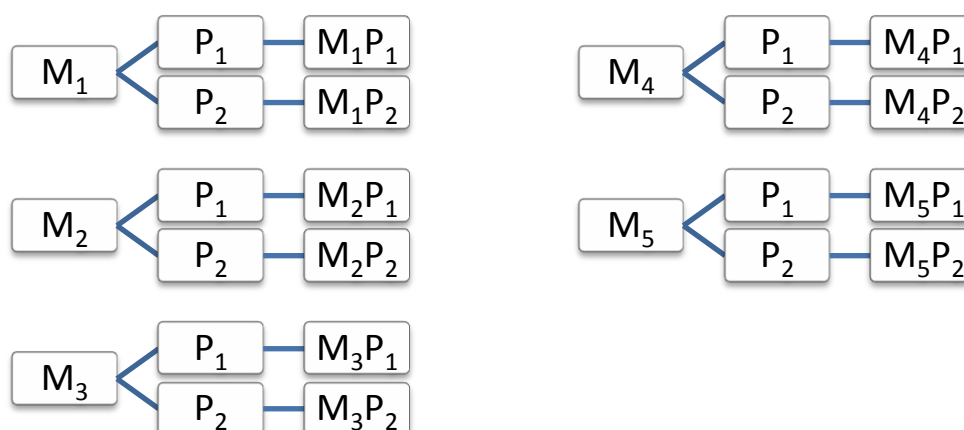 M₁ P₁ M₁P₁
P₂ M₁P₂
M₂ P₁ M₂P₁
P₂ M₂P₂
M₃ P₁ M₃P₁
P₂ M₃P₂
M₄ P₁ M₄P₁
P₂ M₄P₂
M₅ P₁ M₅P₁
P₂ M₅P₂